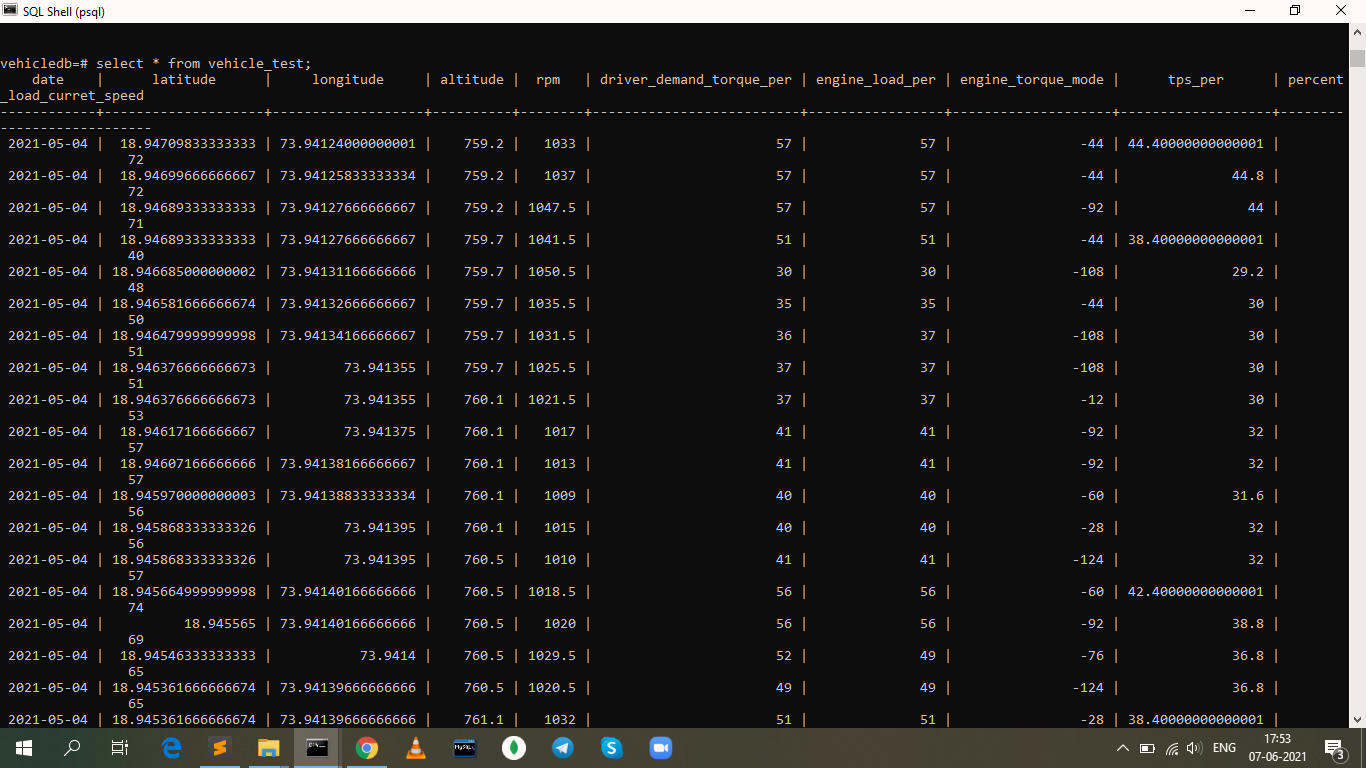 SQL Shell (psql)
vehicledb=# select * from vehicle_test;
    date    |      latitude      |     longitude     | altitude |  rpm   | driver_demand_torque_per | engine_load_per | engine_torque_mode |      tps_per      | percent
_load_curret_speed
------------+--------------------+-------------------+----------+--------+--------------------------+-----------------+--------------------+-------------------+--------
-------------------
 2021-05-04 |  18.94709833333333 | 73.94124000000001 |    759.2 |   1033 |                       57 |              57 |                -44 | 44.40000000000001 |
                72
 2021-05-04 |  18.94699666666667 | 73.94125833333334 |    759.2 |   1037 |                       57 |              57 |                -44 |              44.8 |
                72
 2021-05-04 |  18.94689333333333 | 73.94127666666667 |    759.2 | 1047.5 |                       57 |              57 |                -92 |                44 |
                71
 2021-05-04 |  18.94689333333333 | 73.94127666666667 |    759.7 | 1041.5 |                       51 |              51 |                -44 | 38.40000000000001 |
                40
 2021-05-04 | 18.946685000000002 | 73.94131166666666 |    759.7 | 1050.5 |                       30 |              30 |               -108 |              29.2 |
                48
 2021-05-04 | 18.946581666666674 | 73.94132666666667 |    759.7 | 1035.5 |                       35 |              35 |                -44 |                30 |
                50
 2021-05-04 | 18.946479999999998 | 73.94134166666667 |    759.7 | 1031.5 |                       36 |              37 |               -108 |                30 |
                51
 2021-05-04 | 18.946376666666673 |         73.941355 |    759.7 | 1025.5 |                       37 |              37 |               -108 |                30 |
                51
 2021-05-04 | 18.946376666666673 |         73.941355 |    760.1 | 1021.5 |                       37 |              37 |                -12 |                30 |
                53
 2021-05-04 |  18.94617166666667 |         73.941375 |    760.1 |   1017 |                       41 |              41 |                -92 |                32 |
                57
 2021-05-04 |  18.94607166666666 | 73.94138166666667 |    760.1 |   1013 |                       41 |              41 |                -92 |                32 |
                57
 2021-05-04 | 18.945970000000003 | 73.94138833333334 |    760.1 |   1009 |                       40 |              40 |                -60 |              31.6 |
                56
 2021-05-04 | 18.945868333333326 |         73.941395 |    760.1 |   1015 |                       40 |              40 |                -28 |                32 |
                56
 2021-05-04 | 18.945868333333326 |         73.941395 |    760.5 |   1010 |                       41 |              41 |               -124 |                32 |
                57
 2021-05-04 | 18.945664999999998 | 73.94140166666666 |    760.5 | 1018.5 |                       56 |              56 |                -60 | 42.40000000000001 |
                74
 2021-05-04 |          18.945565 | 73.94140166666666 |    760.5 |   1020 |                       56 |              56 |                -92 |              38.8 |
                69
 2021-05-04 |  18.94546333333333 |           73.9414 |    760.5 | 1029.5 |                       52 |              49 |                -76 |              36.8 |
                65
 2021-05-04 | 18.945361666666674 | 73.94139666666666 |    760.5 | 1020.5 |                       49 |              49 |               -124 |              36.8 |
                65
 2021-05-04 | 18.945361666666674 | 73.94139666666666 |    761.1 |   1032 |                       51 |              51 |                -28 | 38.40000000000001 |
MySQL
ENG
17:53
07-06-2021
3